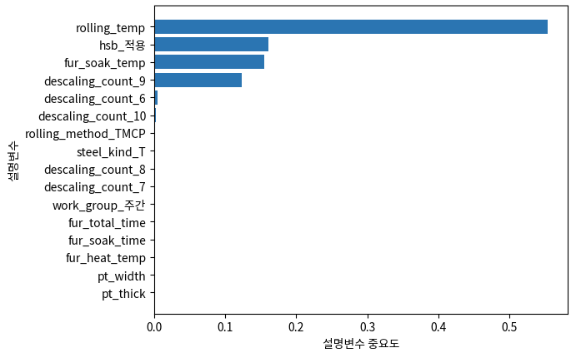 rolling_temp
hsb_적용
fur_soak_temp
descaling_count_9
descaling_count_6
descaling_count_10
rolling_method_TMCP
steel_kind_T
descaling_count_8
descaling_count_7
work_group_주간
fur_total_time
fur_soak_time
fur_heat_temp
pt_width
pt_thick
설명변수
0.0 0.1 0.2 0.3 0.4 0.5
설명변수 중요도